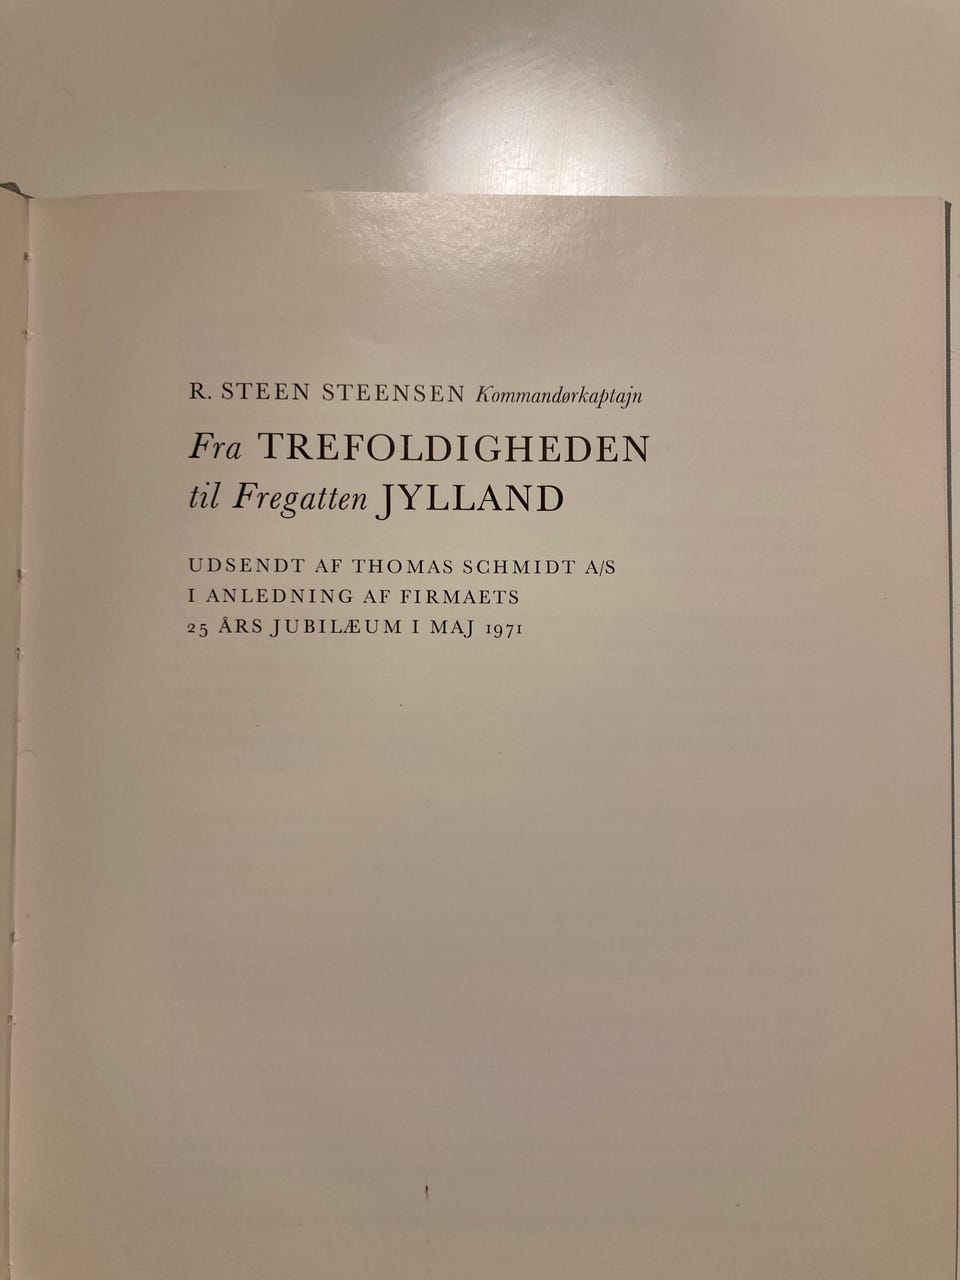 R. STEEN STEENSEN Kommandørkaptajn
Fra TREFOLDIGHEDEN
til Fregatten JYLLAND
UDSENDT AF THOMAS SCHMIDT A/S
I ANLEDNING AF FIRMAETS
25 ÅRS JUBILÆUM I MAJ 1971